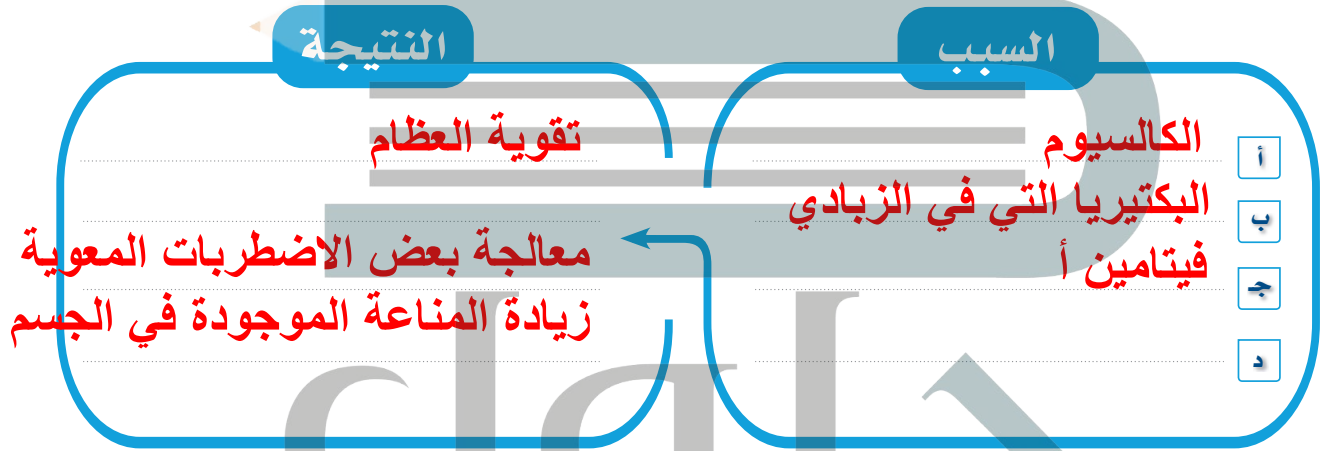 السبب
أ
الكالسيوم
ب
البكتيريا التي في الزبادي
جـ
فيتامين أ
د
النتيجة
تقوية العظام
معالجة بعض الاضطربات المعوية
زيادة المناعة الموجودة في الجسم
حلول